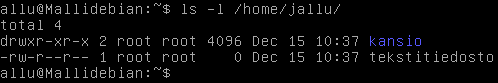 allu@Mallidebian:~$ ls -l /home/jallu/
total 4
drwxr-xr-x 2 root root 4096 Dec 15 10:37 kansio
-rw-r--r-- 1 root root    0 Dec 15 10:37 tekstitiedosto
allu@Mallidebian:~$